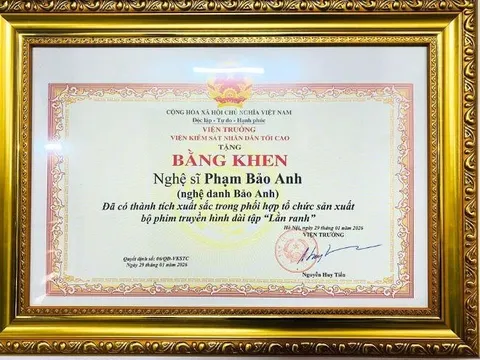 CỘNG HÒA XÃ HỘI CHỦ NGHĨA VIỆT NAM
Độc lập - Tự do - Hạnh phúc
VIỆN TRƯỞNG
VIỆN KIỂM SÁT NHÂN DÂN TỐI CAO
TẶNG
BẰNG KHEN
Nghệ sĩ Phạm Bảo Anh
(nghệ danh Bảo Anh)
Đã có thành tích xuất sắc trong phối hợp tổ chức sản xuất
bộ phim truyền hình dài tập “Lằn ranh”
Hà Nội, ngày 29 tháng 01 năm 2026
VIỆN TRƯỞNG
Quyết định số: 06/QĐ-VKSTC
Ngày 29 tháng 01 năm 2026
Nguyễn Huy Tiến